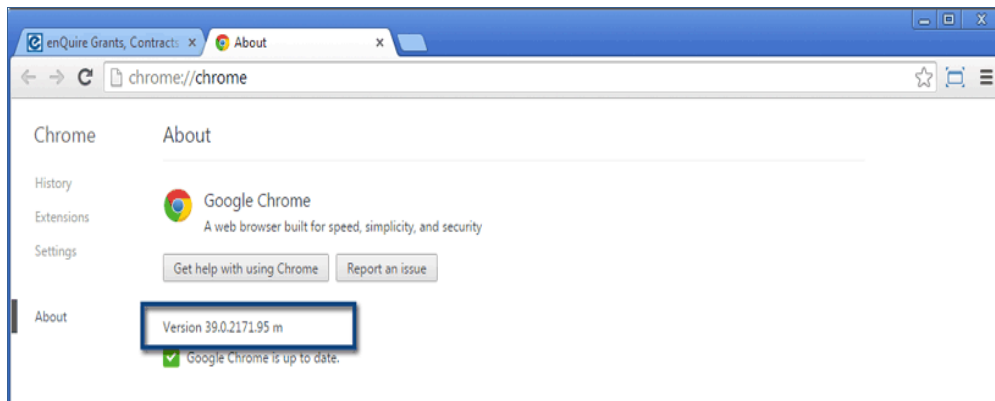 enQuire Grants, Contracts
About
chrome://chrome
Chrome
About
History
Extensions
Settings
About
Google Chrome
A web browser built for speed, simplicity, and security
Get help with using Chrome
Report an issue
Version 39.0.2171.95 m
Google Chrome is up to date.